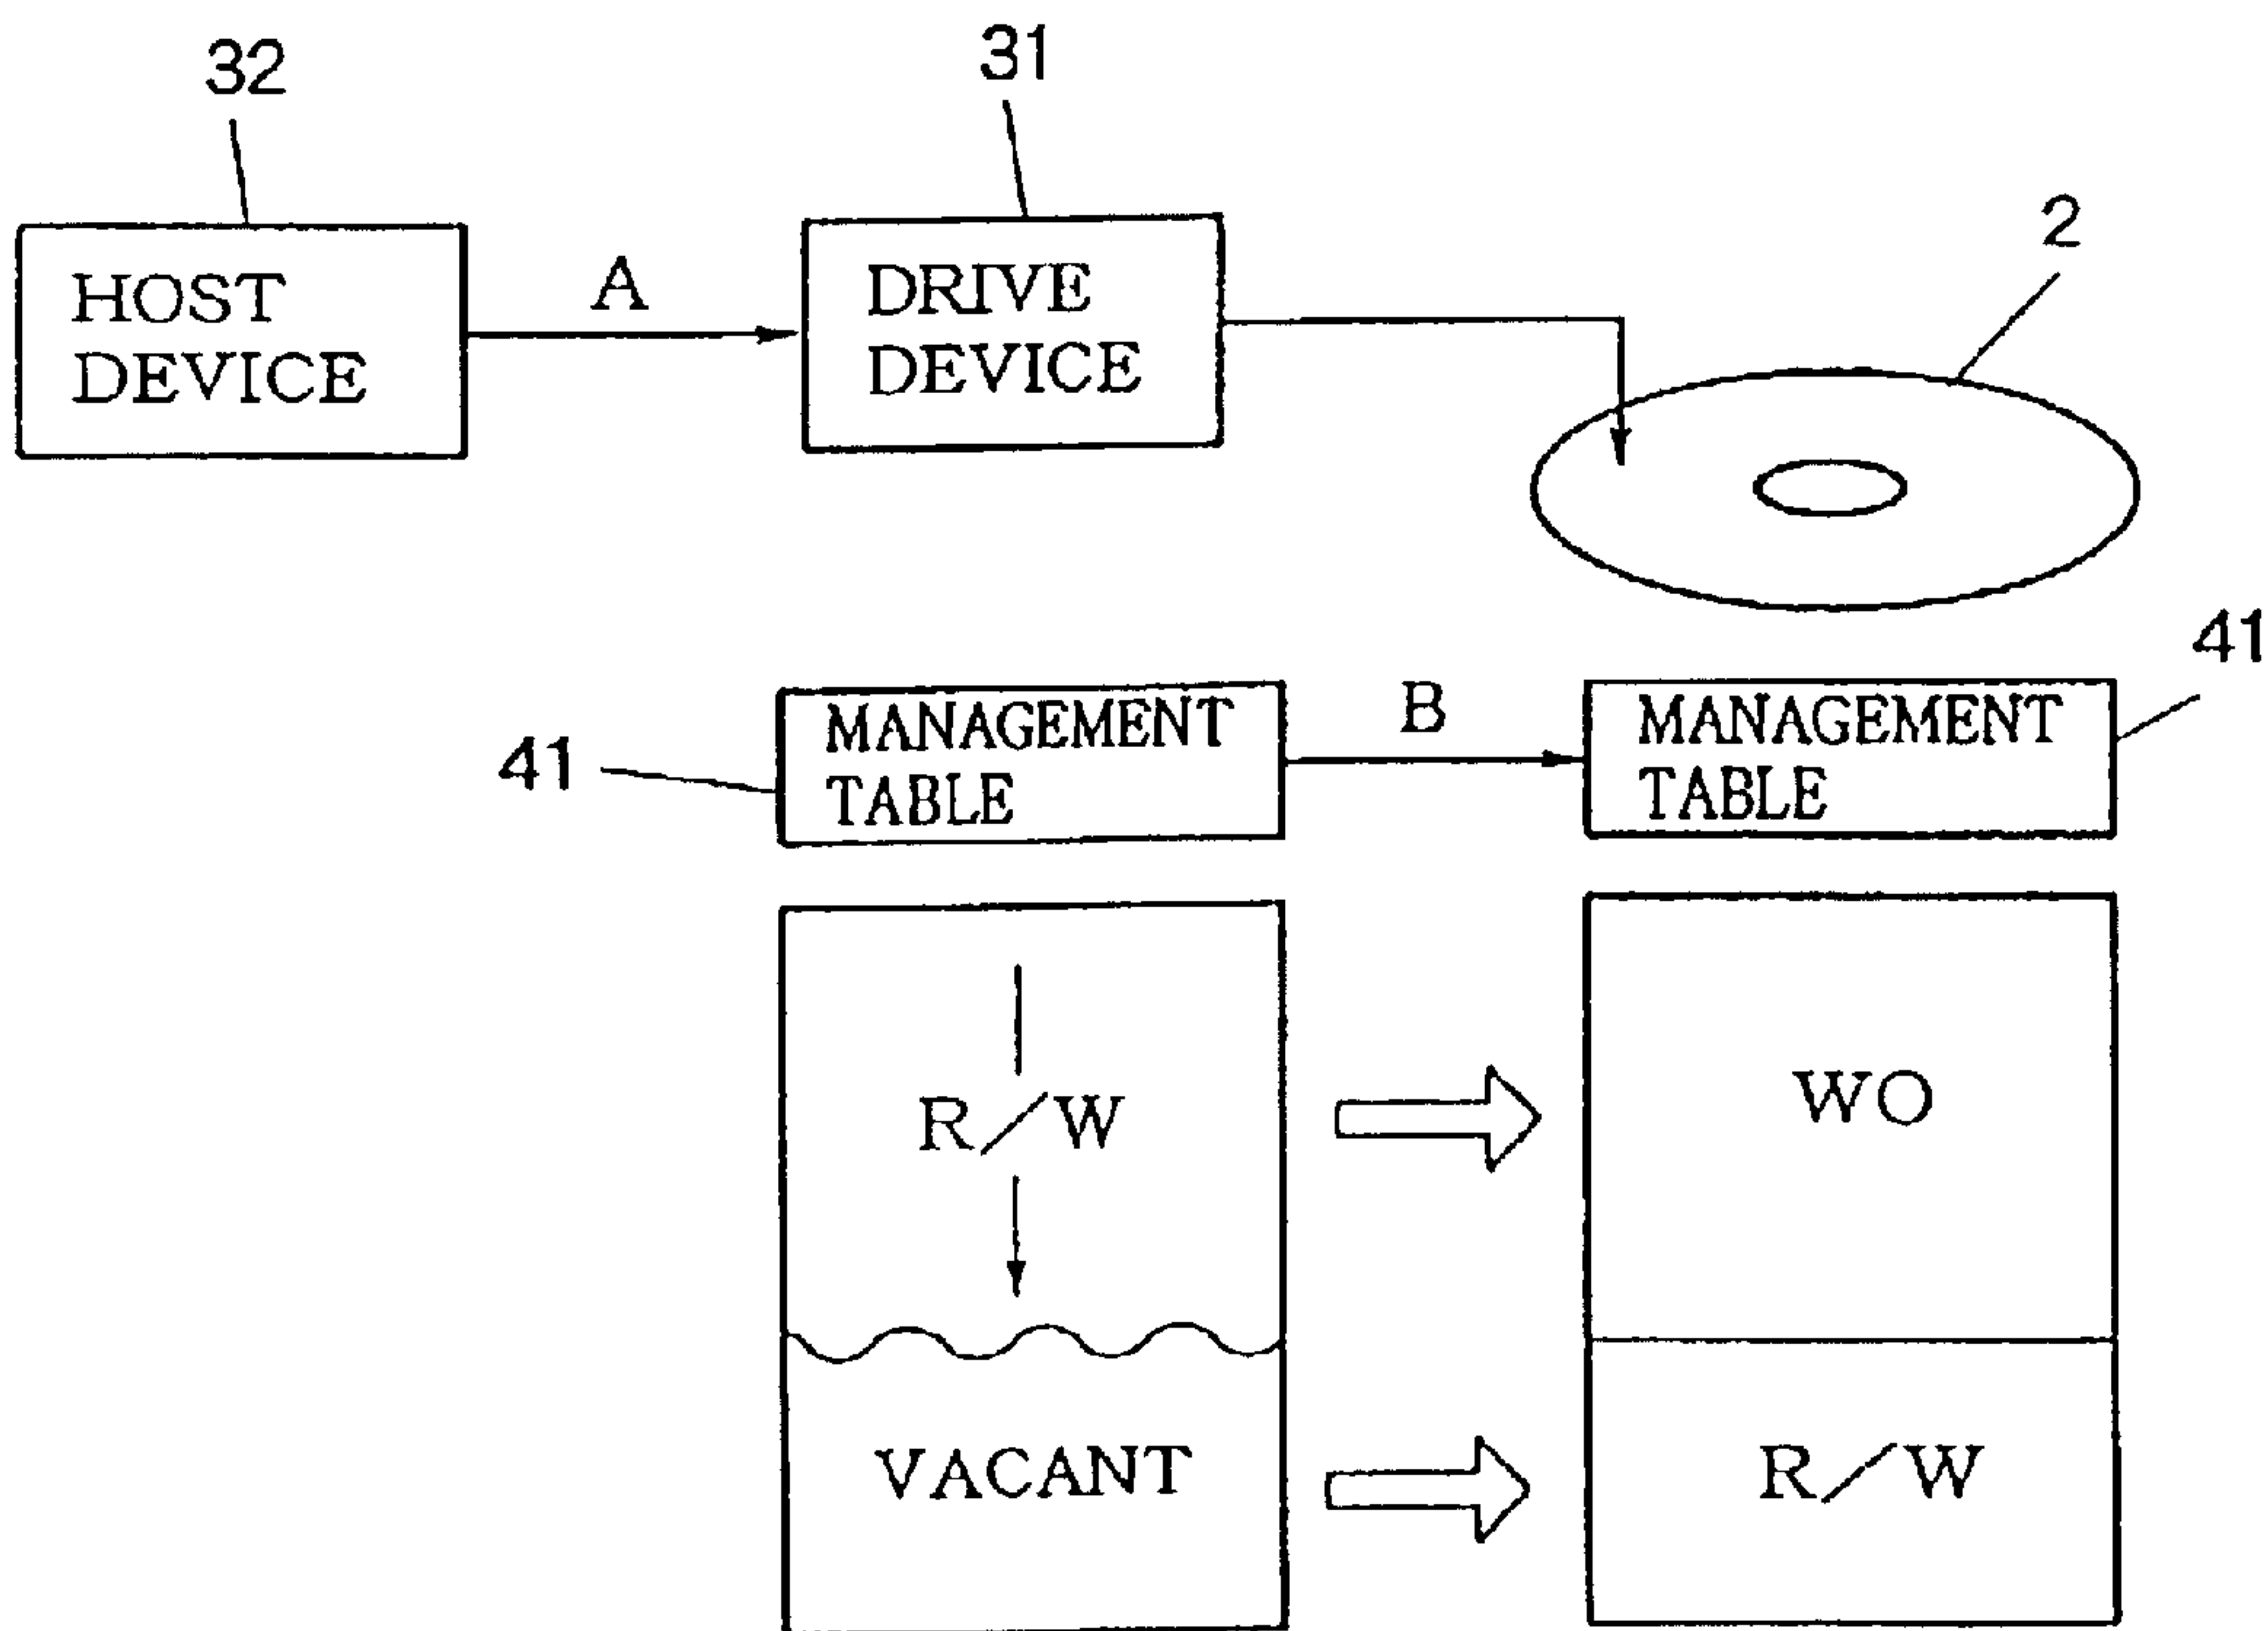 32
31
2
HOST
DEVICE
A
DRIVE
DEVICE
41
MANAGEMENT
TABLE
B
MANAGEMENT
TABLE
41
R/W
WO
VACANT
R/W